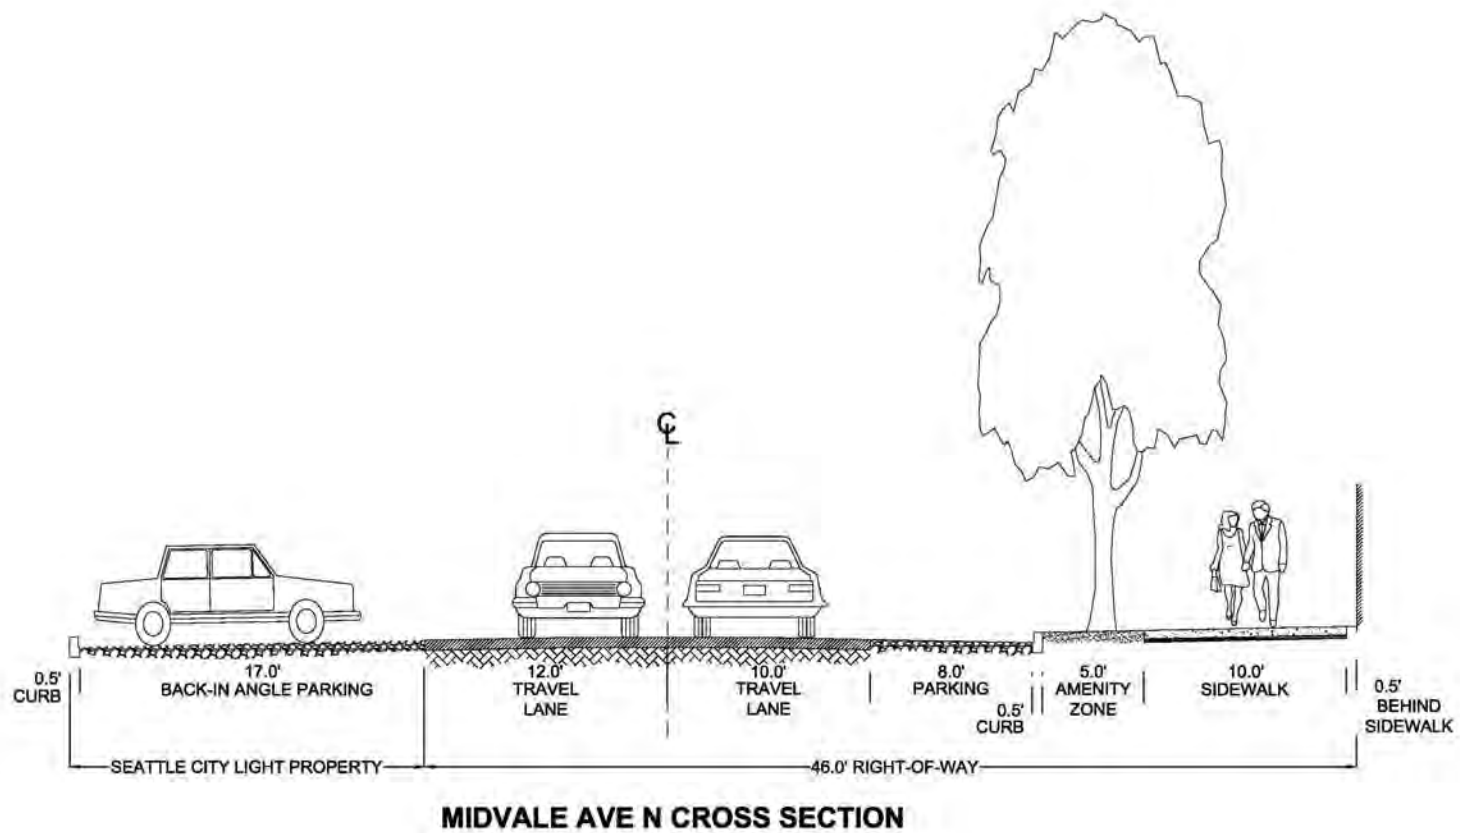 ℄
0.5'
CURB
17.0'
BACK-IN ANGLE PARKING
12.0'
TRAVEL
LANE
10.0'
TRAVEL
LANE
8.0'
PARKING
0.5'
CURB
5.0'
AMENITY
ZONE
10.0'
SIDEWALK
0.5'
BEHIND
SIDEWALK
SEATTLE CITY LIGHT PROPERTY
46.0' RIGHT-OF-WAY
MIDVALE AVE N CROSS SECTION